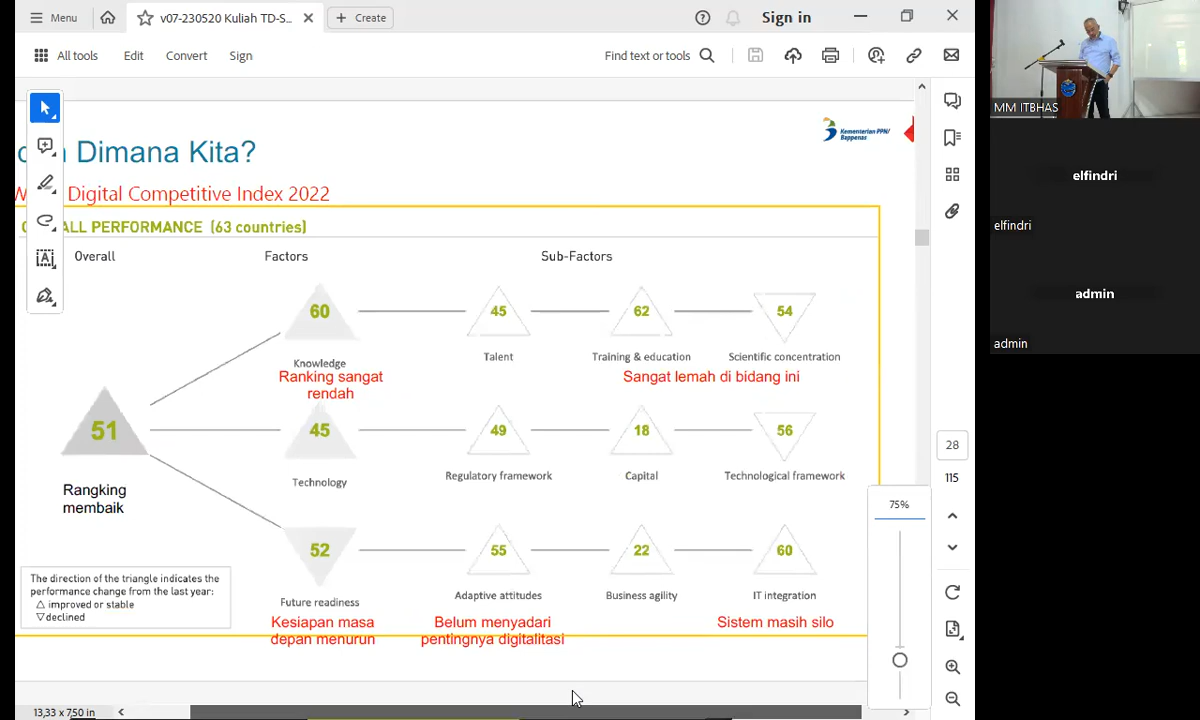 Menu
v07-230520 Kuliah TD-S...
Create
Sign in
All tools
Edit
Convert
Sign
Find text or tools
Dimana Kita?
Kementerian PPN/
Bappenas
Digital Competitive Index 2022
ALL PERFORMANCE (63 countries)
Overall
Factors
Sub-Factors
60
45
62
54
Knowledge
Talent
Training & education
Scientific concentration
Ranking sangat
rendah
Sangat lemah di bidang ini
51
45
49
18
56
Technology
Regulatory framework
Capital
Technological framework
Rangking
membaik
52
55
22
60
Future readiness
Adaptive attitudes
Business agility
IT integration
Kesiapan masa
depan menurun
Belum menyadari
pentingnya digitalitasi
Sistem masih silo
The direction of the triangle indicates the
performance change from the last year:
△ improved or stable
▽ declined
28
115
75%
13,33 x 7,50 in
MM ITBHAS
elfindri
elfindri
admin
admin